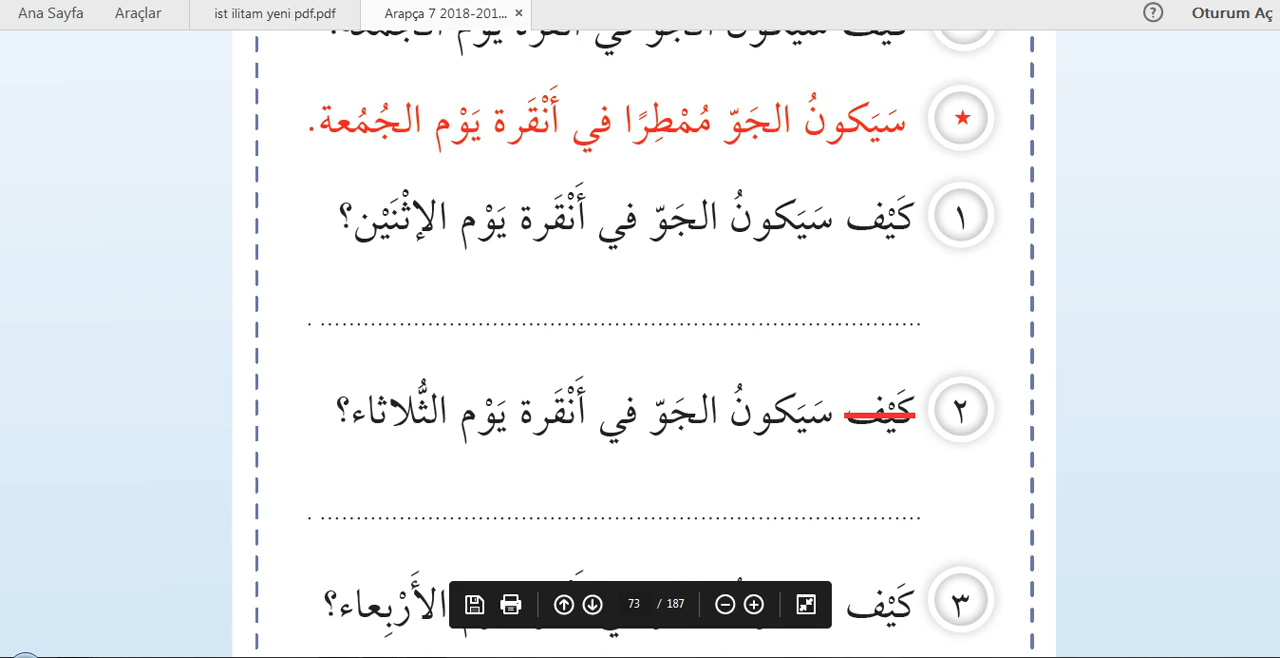 Ana Sayfa Araçlar ist ilitam yeni pdf.pdf Arapça 7 2018-201... × ? Oturum Aç
★ سَيَكونُ الجَوّ مُمْطِرًا في أَنْقَرة يَوْم الجُمُعة.
١ كَيْف سَيَكونُ الجَوّ في أَنْقَرة يَوْم الإثْنَيْن؟
٢ كَيْف سَيَكونُ الجَوّ في أَنْقَرة يَوْم الثُّلاثاء؟
٣ كَيْف الأَرْبِعاء؟
73 / 187